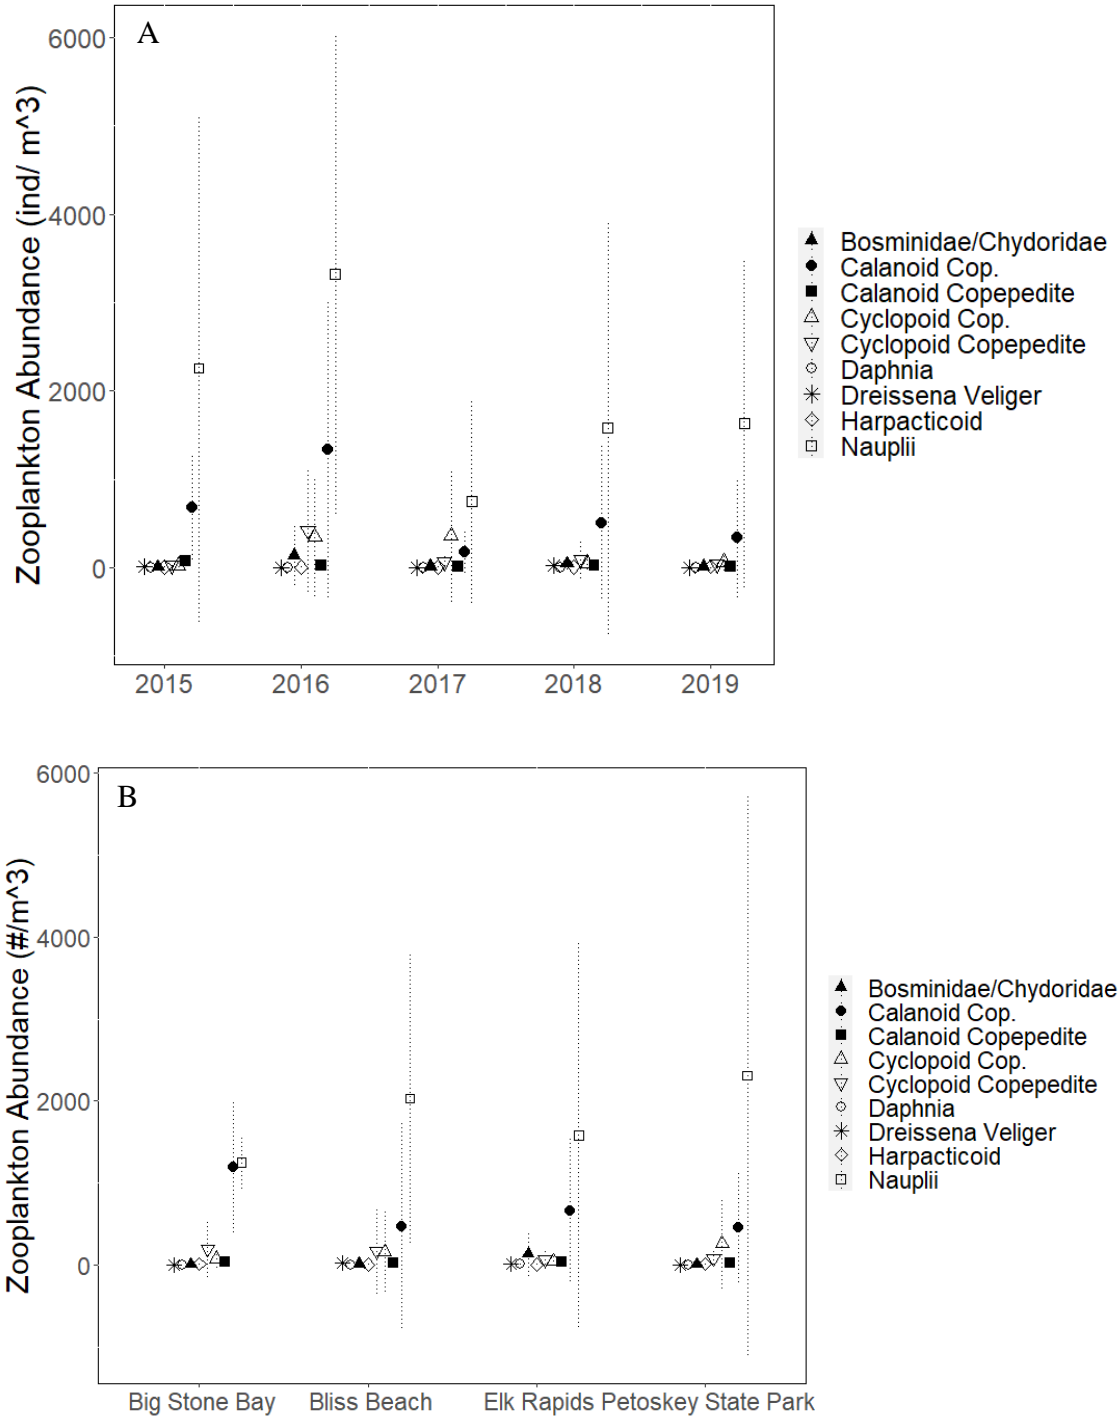 A
Zooplankton Abundance (ind/ m^3)
6000
4000
2000
0
2015 2016 2017 2018 2019
Bosminidae/Chydoridae
Calanoid Cop.
Calanoid Copepedite
Cyclopoid Cop.
Cyclopoid Copepedite
Daphnia
Dreissena Veliger
Harpacticoid
Nauplii
B
Zooplankton Abundance (#/m^3)
6000
4000
2000
0
Big Stone Bay Bliss Beach Elk Rapids Petoskey State Park
Bosminidae/Chydoridae
Calanoid Cop.
Calanoid Copepedite
Cyclopoid Cop.
Cyclopoid Copepedite
Daphnia
Dreissena Veliger
Harpacticoid
Nauplii